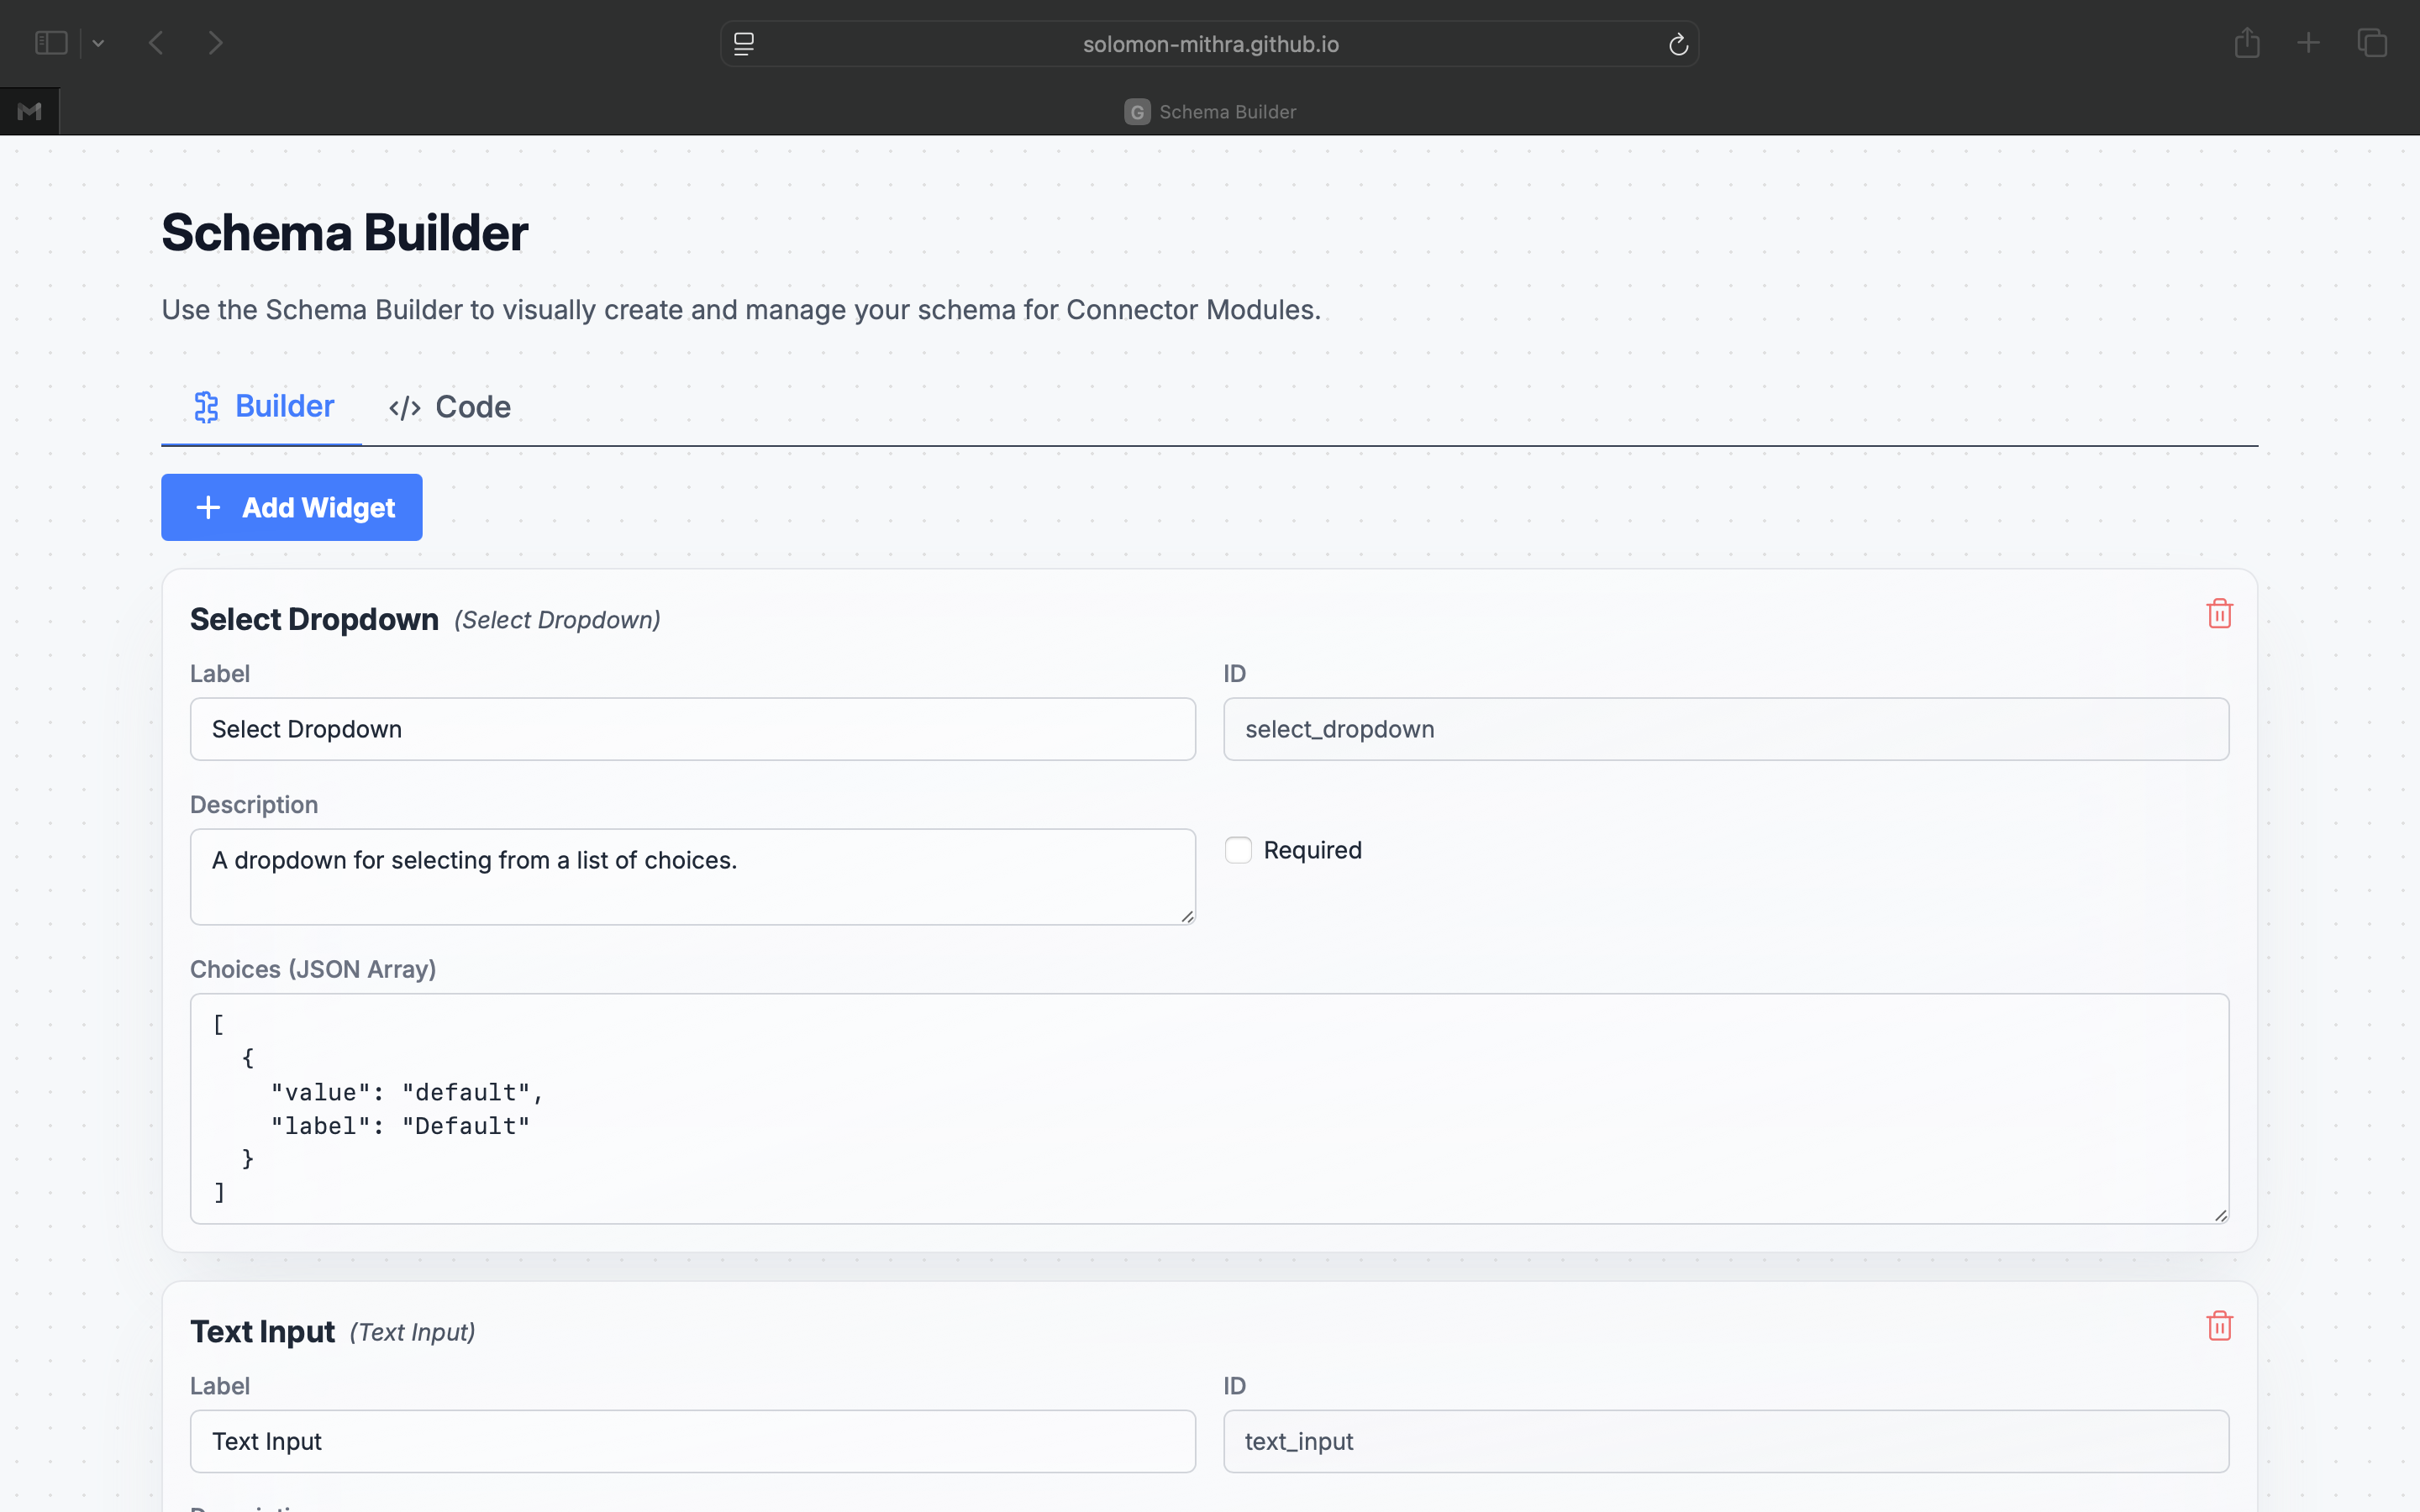 solomon-mithra.github.io
G Schema Builder
Schema Builder
Use the Schema Builder to visually create and manage your schema for Connector Modules.
Builder </> Code
+ Add Widget
Select Dropdown (Select Dropdown)
Label
ID
Select Dropdown
select_dropdown
Description
A dropdown for selecting from a list of choices.
Required
Choices (JSON Array)
[
  {
    "value": "default",
    "label": "Default"
  }
]
Text Input (Text Input)
Label
ID
Text Input
text_input